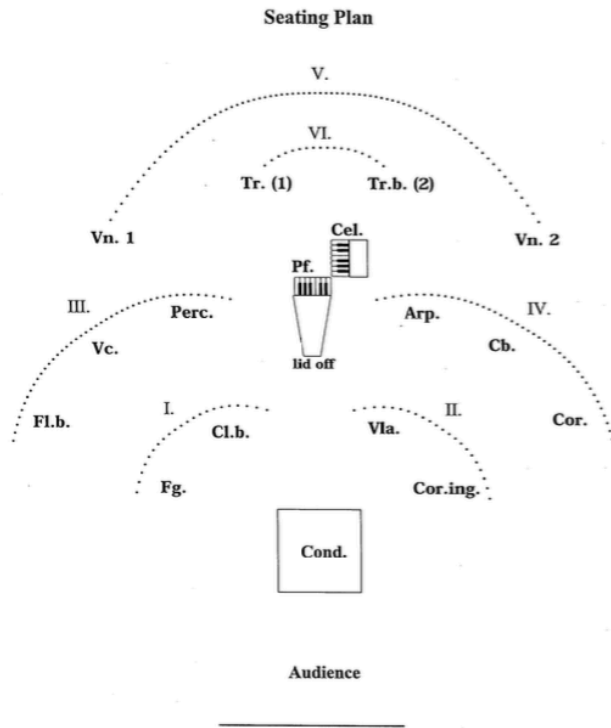 Seating Plan
V.
VI.
Tr. (1) Tr.b. (2)
Vn. 1 Cel. Vn. 2
Pf.
III. Perc. Arp. IV.
Vc. Cb.
lid off
I. II.
Fl.b. Cl.b. Vla. Cor.
Fg. Cor.ing.
Cond.
Audience